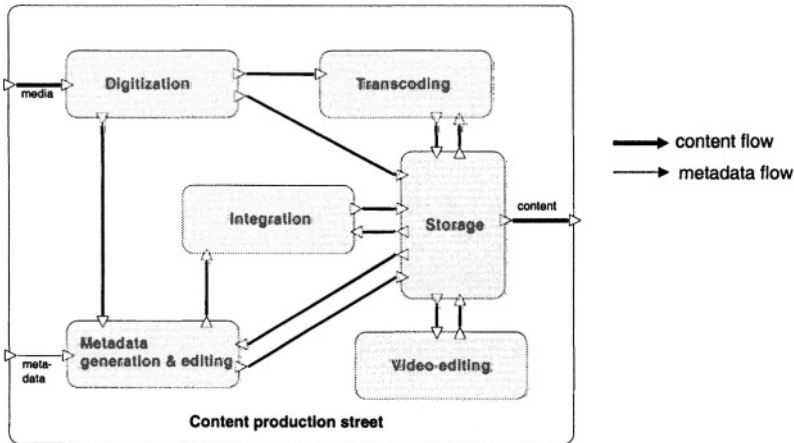 Digitization
Transcoding
media
content flow
metadata flow
Integration
Storage
content
Metadata
generation & editing
meta-
data
Video editing
Content production street